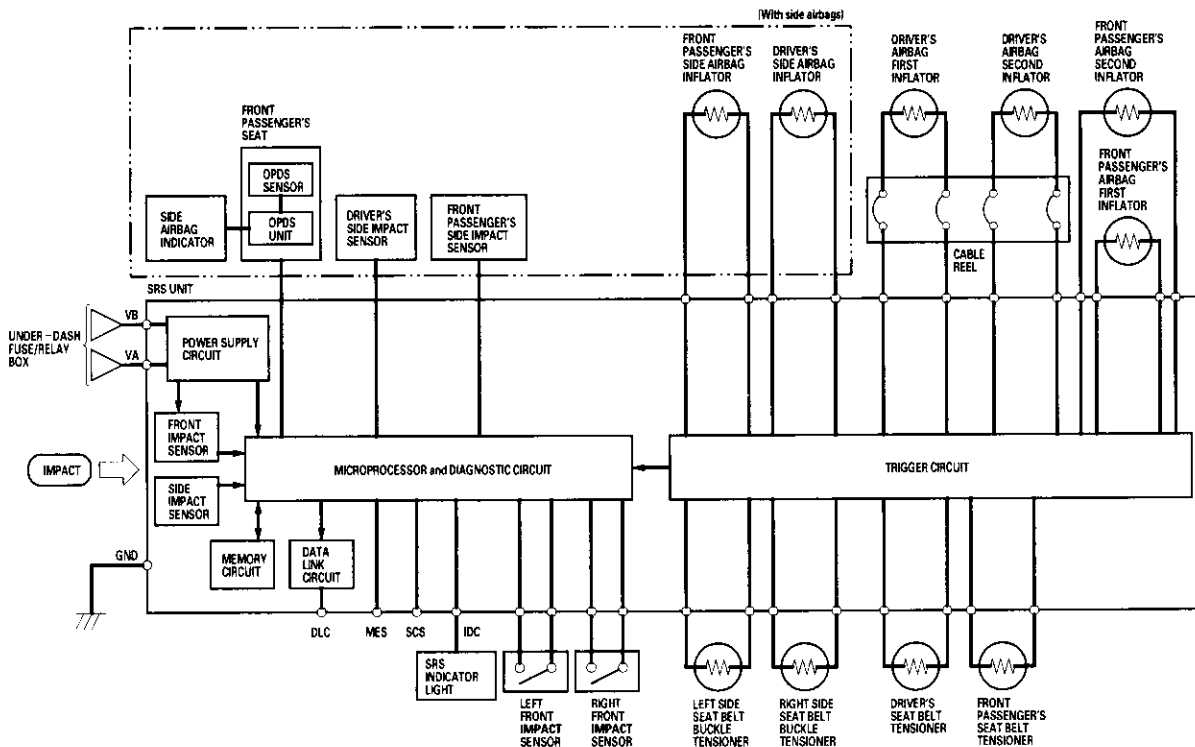 [With side airbags)
FRONT
PASSENGER'S
SIDE AIRBAG
INFLATOR
DRIVER'S
SIDE AIRBAG
INFLATOR
DRIVER'S
AIRBAG
FIRST
INFLATOR
DRIVER'S
AIRBAG
SECOND
INFLATOR
FRONT
PASSENGER'S
AIRBAG
SECOND
INFLATOR
FRONT
PASSENGER'S
SEAT
OPDS
SENSOR
OPDS
UNIT
SIDE
AIRBAG
INDICATOR
DRIVER'S
SIDE IMPACT
SENSOR
FRONT
PASSENGER'S
SIDE IMPACT
SENSOR
FRONT
PASSENGER'S
AIRBAG
FIRST
INFLATOR
CABLE
REEL
SRS UNIT
VB
VA
UNDER-DASH
FUSE/RELAY
BOX
POWER SUPPLY
CIRCUIT
FRONT
IMPACT
SENSOR
IMPACT
SIDE
IMPACT
SENSOR
MICROPROCESSOR and DIAGNOSTIC CIRCUIT
TRIGGER CIRCUIT
GND
MEMORY
CIRCUIT
DATA
LINK
CIRCUIT
DLC
MES
SCS
IDC
SRS
INDICATOR
LIGHT
LEFT
FRONT
IMPACT
SENSOR
RIGHT
FRONT
IMPACT
SENSOR
LEFT SIDE
SEAT BELT
BUCKLE
TENSIONER
RIGHT SIDE
SEAT BELT
BUCKLE
TENSIONER
DRIVER'S
SEAT BELT
TENSIONER
FRONT
PASSENGER'S
SEAT BELT
TENSIONER